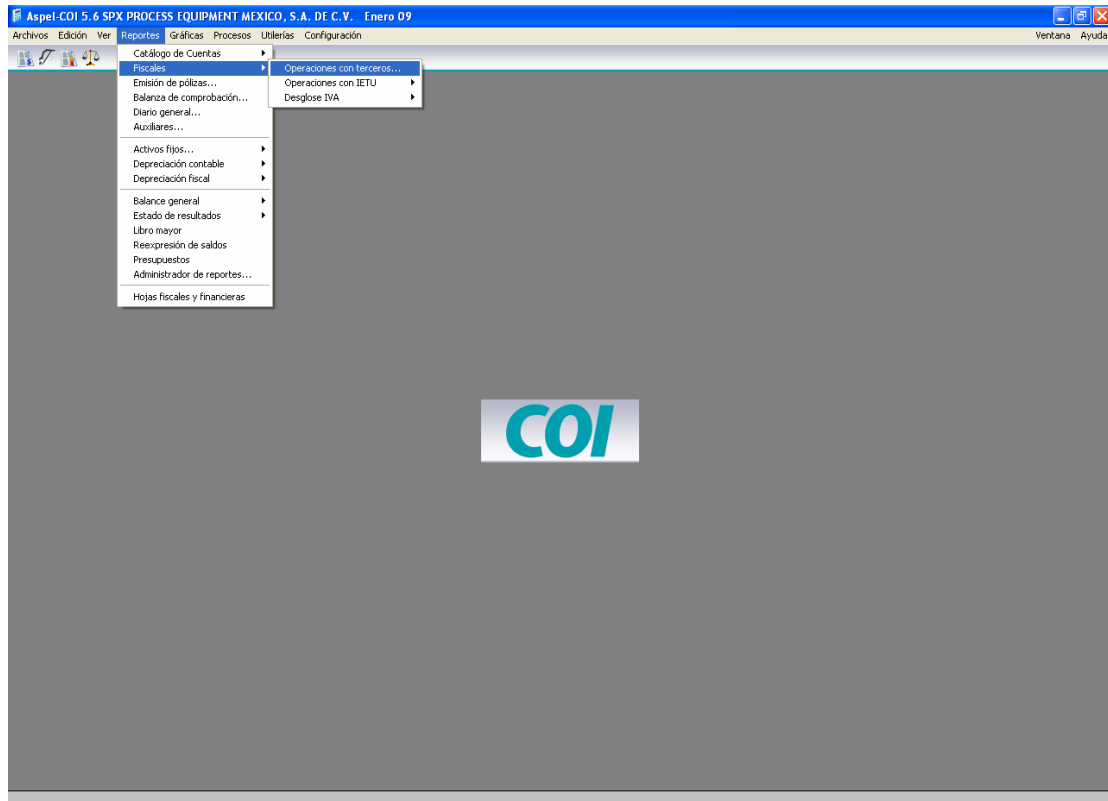 Aspel-COI 5.6 SPX PROCESS EQUIPMENT MEXICO, S.A. DE C.V. Enero 09
Archivos Edición Ver Reportes Gráficas Procesos Utilerías Configuración Ventana Ayuda
Catálogo de Cuentas
Fiscales
Emisión de pólizas...
Balanza de comprobación...
Diario general...
Auxiliares...
Activos fijos...
Depreciación contable
Depreciación fiscal
Balance general
Estado de resultados
Libro mayor
Reexpresión de saldos
Presupuestos
Administrador de reportes...
Hojas fiscales y financieras
Operaciones con terceros...
Operaciones con IETU
Desglose IVA
COI